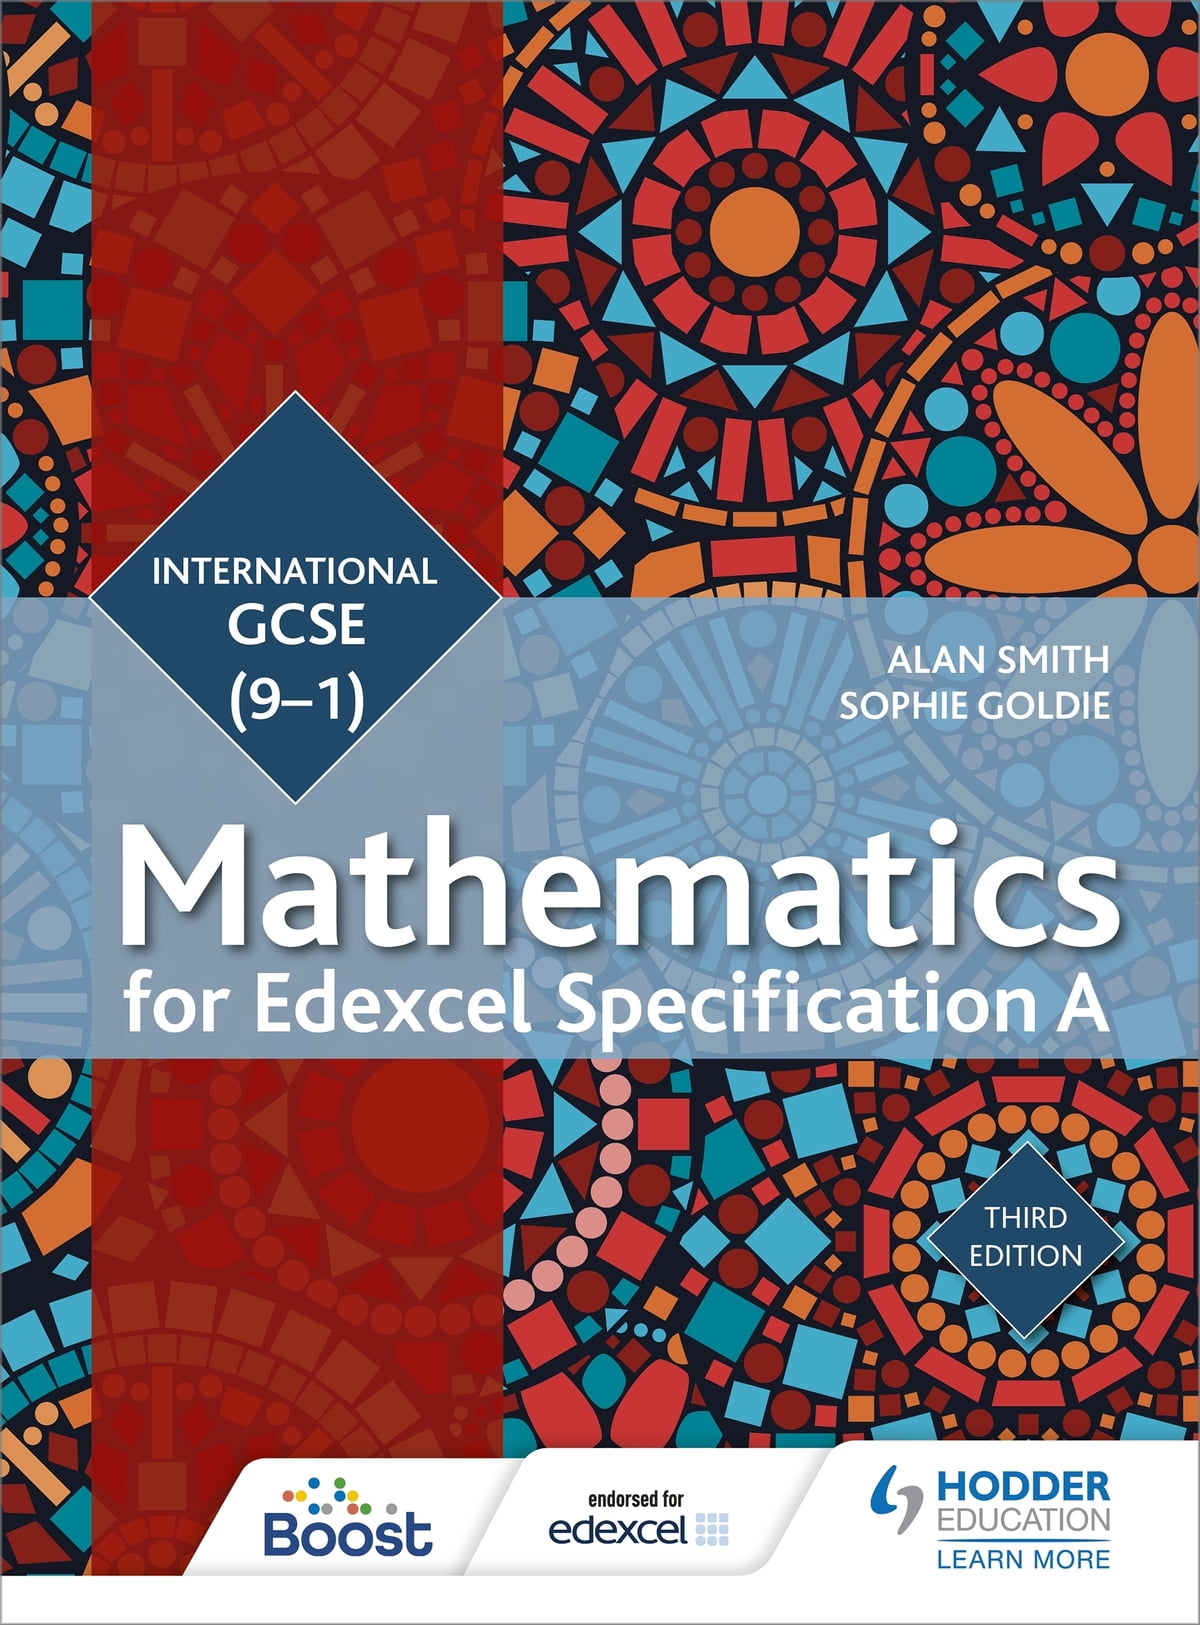 INTERNATIONAL
GCSE
(9–1)
ALAN SMITH
SOPHIE GOLDIE
Mathematics
for Edexcel Specification A
THIRD
EDITION
Boost
endorsed for
edexcel
HODDER
EDUCATION
LEARN MORE